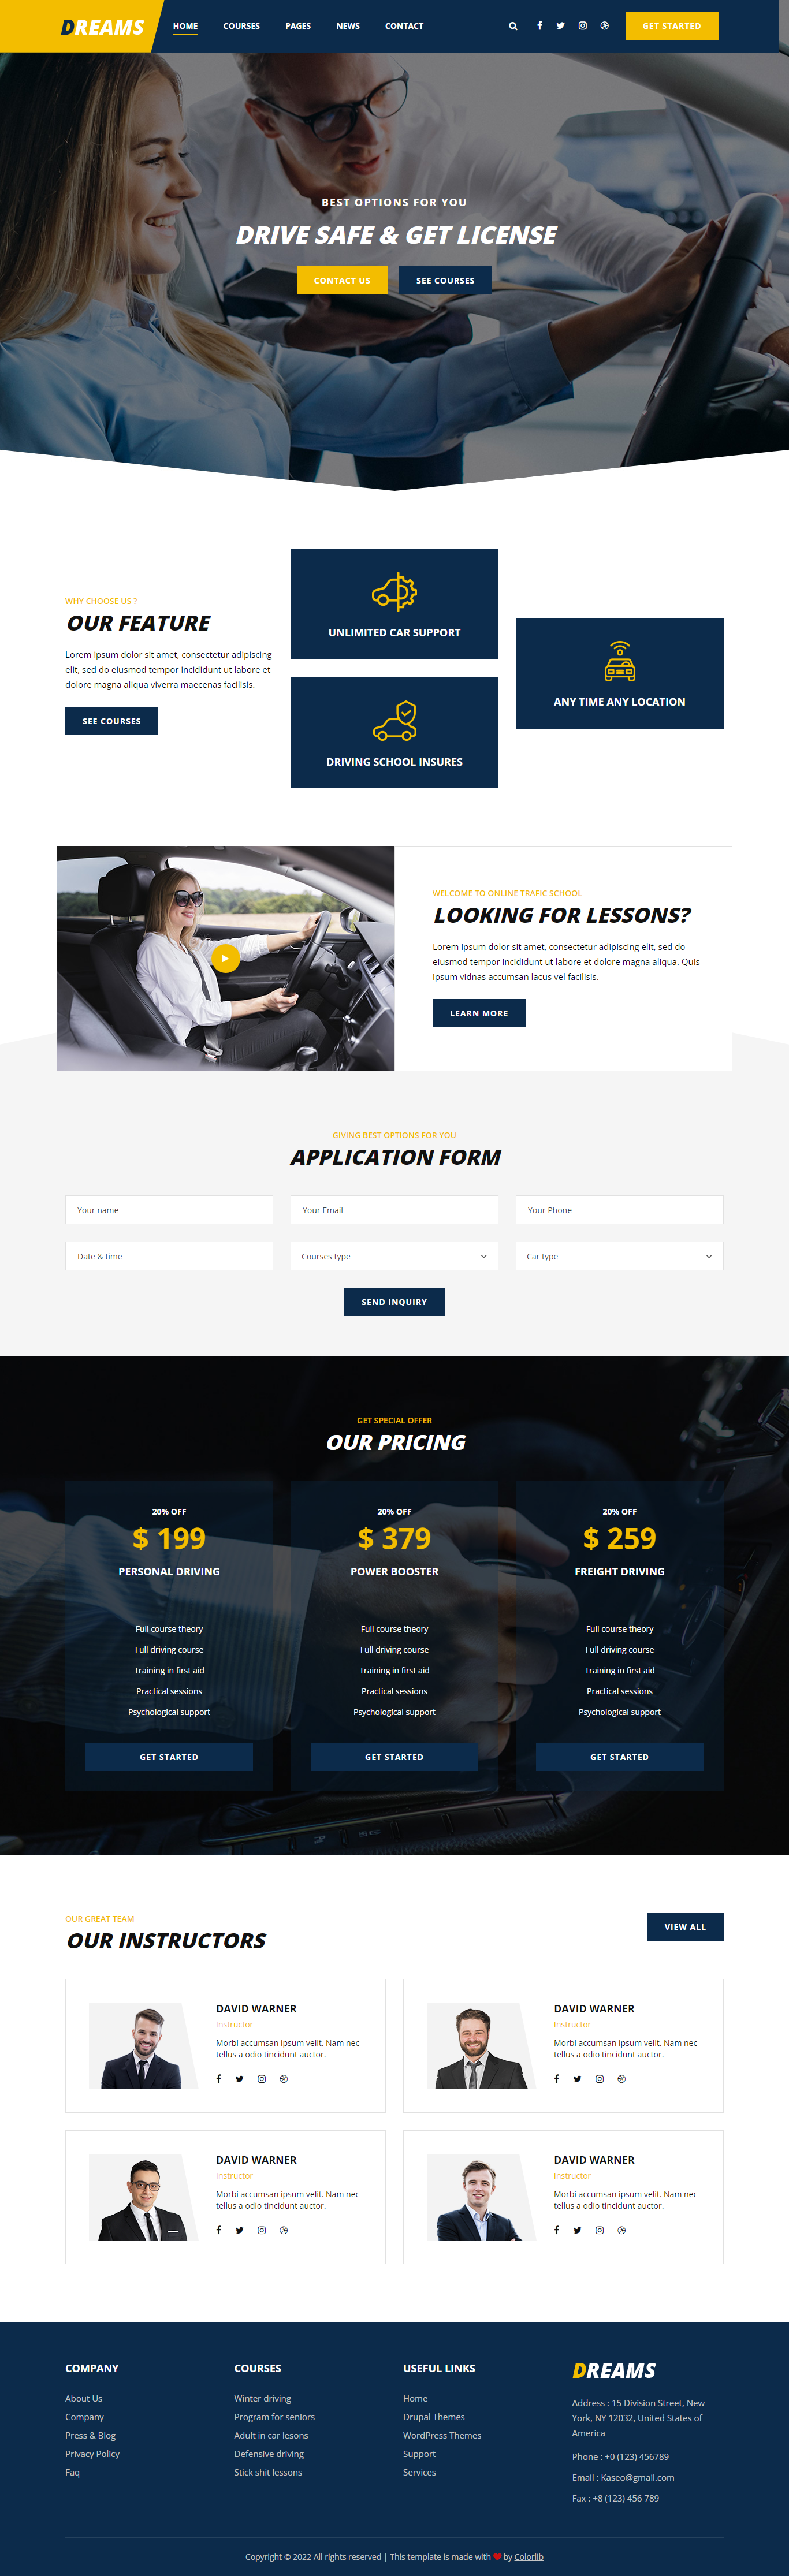 DREAMS
HOME COURSES PAGES NEWS CONTACT
GET STARTED
BEST OPTIONS FOR YOU
DRIVE SAFE & GET LICENSE
CONTACT US SEE COURSES
WHY CHOOSE US ?
OUR FEATURE
Lorem ipsum dolor sit amet, consectetur adipiscing
elit, sed do eiusmod tempor incididunt ut labore et
dolore magna aliqua viverra maecenas facilisis.
SEE COURSES
UNLIMITED CAR SUPPORT
DRIVING SCHOOL INSURES
ANY TIME ANY LOCATION
WELCOME TO ONLINE TRAFIC SCHOOL
LOOKING FOR LESSONS?
Lorem ipsum dolor sit amet, consectetur adipiscing elit, sed do
eiusmod tempor incididunt ut labore et dolore magna aliqua. Quis
ipsum vidnas accumsan lacus vel facilisis.
LEARN MORE
GIVING BEST OPTIONS FOR YOU
APPLICATION FORM
Your name Your Email Your Phone
Date & time Courses type Car type
SEND INQUIRY
GET SPECIAL OFFER
OUR PRICING
20% OFF
$ 199
PERSONAL DRIVING
Full course theory
Full driving course
Training in first aid
Practical sessions
Psychological support
GET STARTED
20% OFF
$ 379
POWER BOOSTER
Full course theory
Full driving course
Training in first aid
Practical sessions
Psychological support
GET STARTED
20% OFF
$ 259
FREIGHT DRIVING
Full course theory
Full driving course
Training in first aid
Practical sessions
Psychological support
GET STARTED
OUR GREAT TEAM
OUR INSTRUCTORS
VIEW ALL
DAVID WARNER
Instructor
Morbi accumsan ipsum velit. Nam nec
tellus a odio tincidunt auctor.
DAVID WARNER
Instructor
Morbi accumsan ipsum velit. Nam nec
tellus a odio tincidunt auctor.
DAVID WARNER
Instructor
Morbi accumsan ipsum velit. Nam nec
tellus a odio tincidunt auctor.
DAVID WARNER
Instructor
Morbi accumsan ipsum velit. Nam nec
tellus a odio tincidunt auctor.
COMPANY
About Us
Company
Press & Blog
Privacy Policy
Faq
COURSES
Winter driving
Program for seniors
Adult in car lesons
Defensive driving
Stick shit lessons
USEFUL LINKS
Home
Drupal Themes
WordPress Themes
Support
Services
DREAMS
Address : 15 Division Street, New
York, NY 12032, United States of
America
Phone : +0 (123) 456789
Email : Kaseo@gmail.com
Fax : +8 (123) 456 789
Copyright © 2022 All rights reserved | This template is made with ❤ by Colorlib